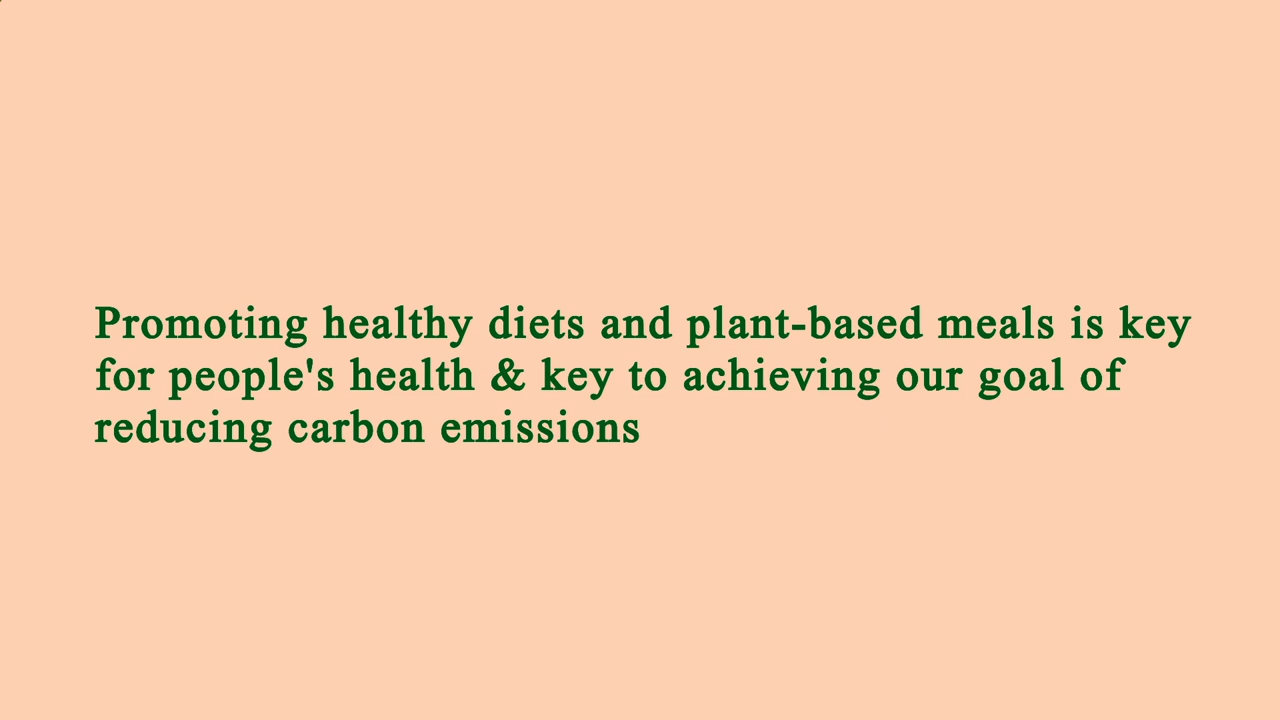 Promoting healthy diets and plant-based meals is key
for people's health & key to achieving our goal of
reducing carbon emissions